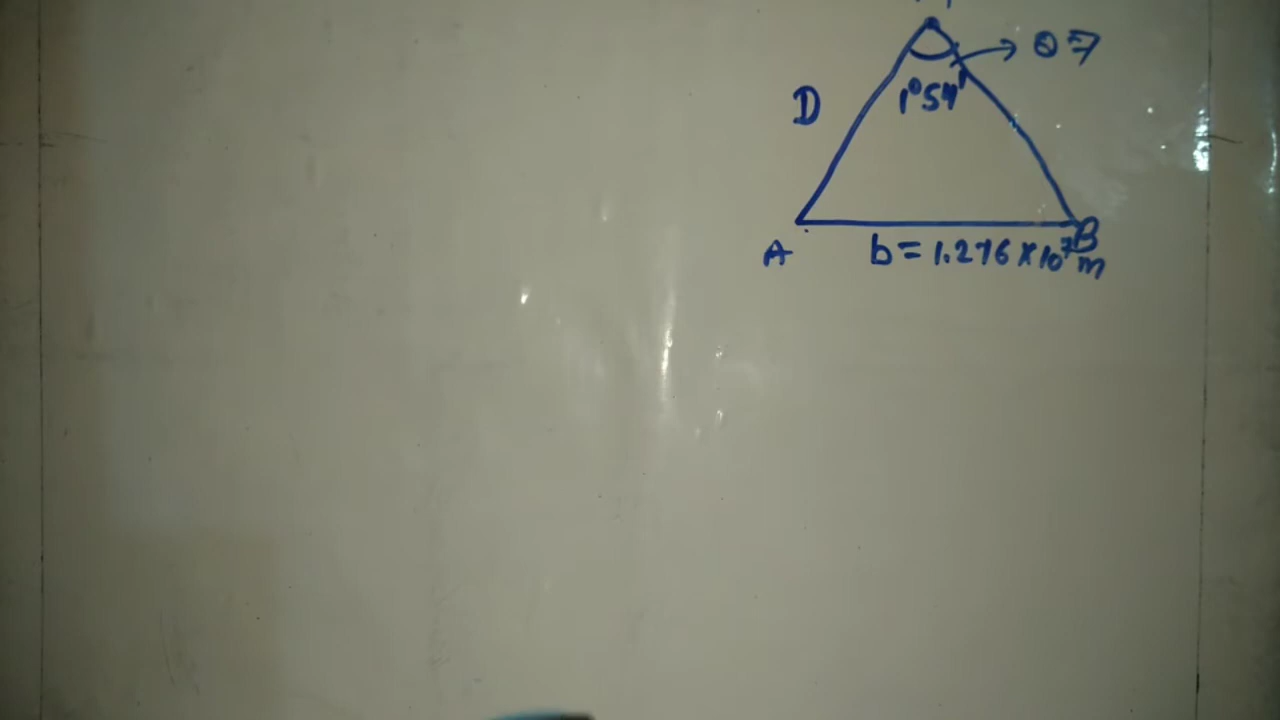 θ =
D
1°54'
A
B
b = 1.276 × 10⁷ m